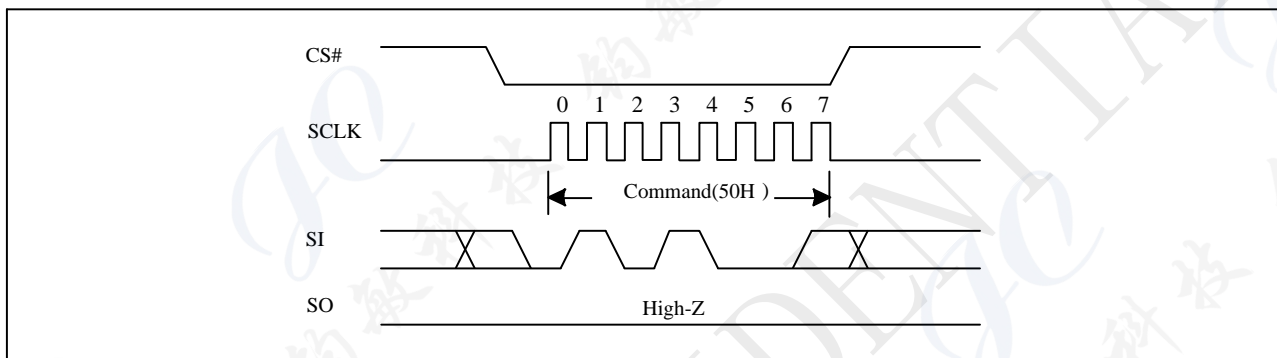 CS#
0 1 2 3 4 5 6 7
SCLK
Command(50H )
SI
SO High-Z